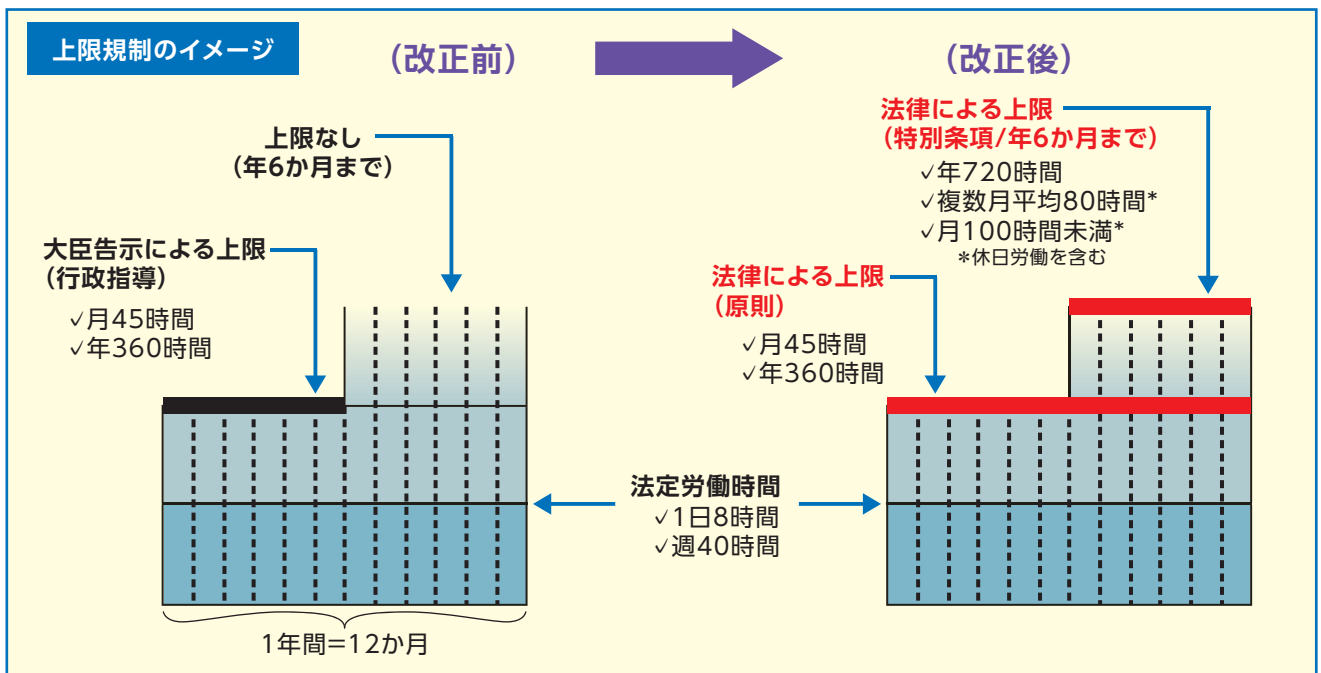 上限規制のイメージ
（改正前）
（改正後）
上限なし
（年6か月まで）
大臣告示による上限
（行政指導）
✓月45時間
✓年360時間
法律による上限
（特別条項/年6か月まで）
✓年720時間
✓複数月平均80時間*
✓月100時間未満*
*休日労働を含む
法律による上限
（原則）
✓月45時間
✓年360時間
法定労働時間
✓1日8時間
✓週40時間
1年間＝12か月